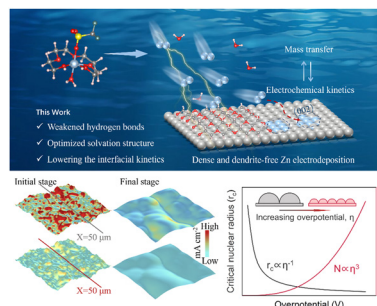 Mass transfer
Electrochemical kinetics
(002)
This Work
✓ Weakened hydrogen bonds
✓ Optimized solvation structure
✓ Lowering the interfacial kinetics
Dense and dendrite-free Zn electrodeposition
Initial stage
Final stage
X=50 μm
X=50 μm
High
mA cm⁻²
Low
Critical nuclear radius (rc)
Increasing overpotential, η
rc∝η⁻¹
N∝η³
Overpotential (V)